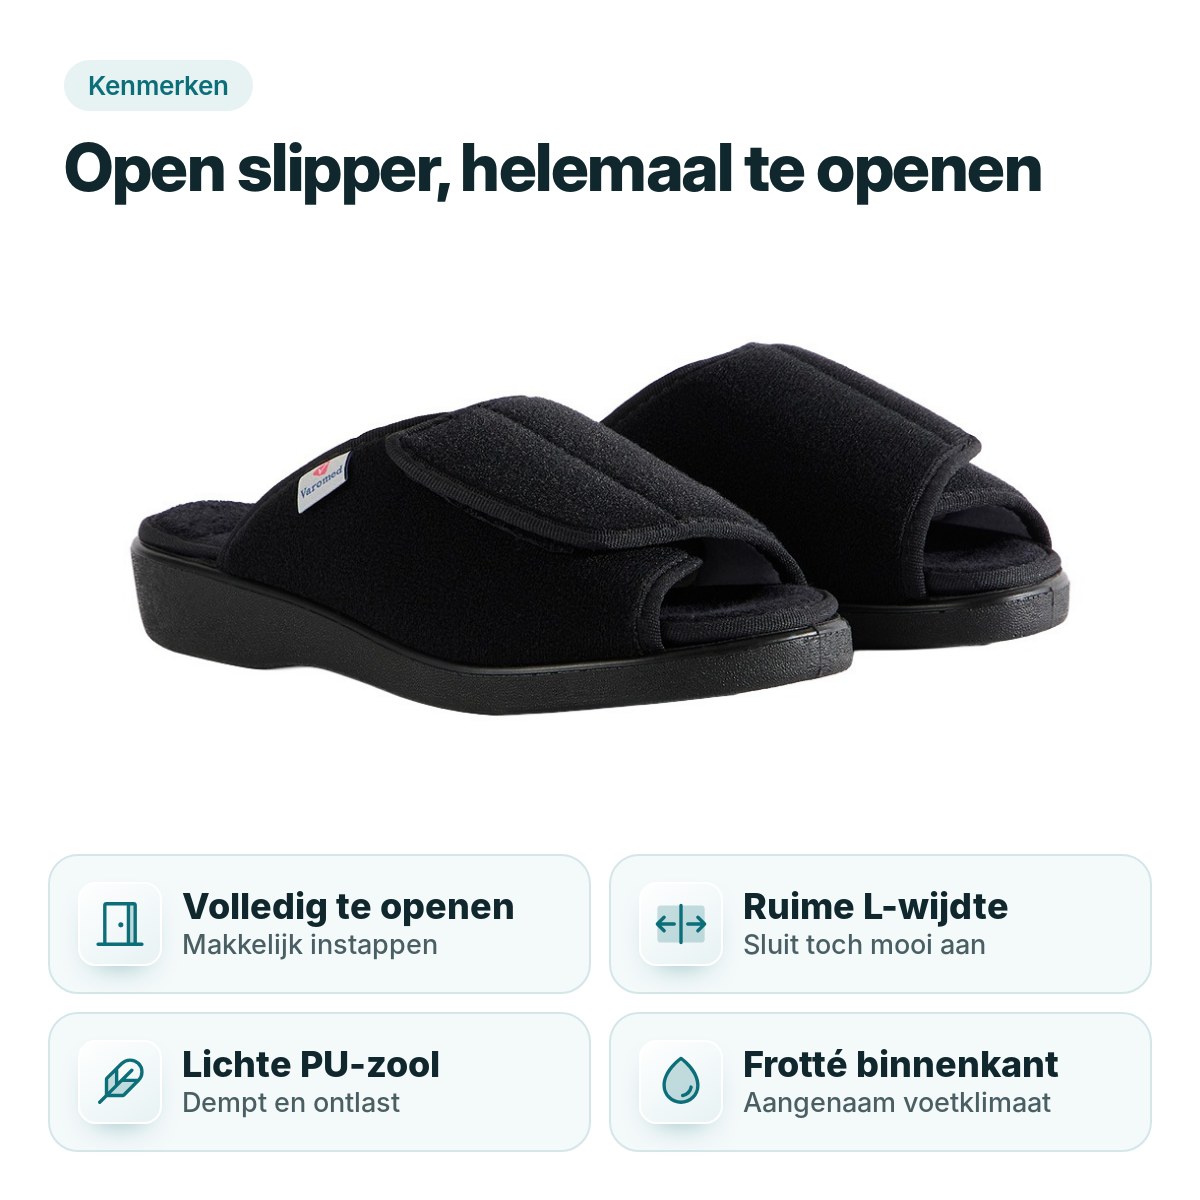 Kenmerken
Open slipper, helemaal te openen
Varomed
Volledig te openen
Makkelijk instappen
Ruime L-wijdte
Sluit toch mooi aan
Lichte PU-zool
Dempt en ontlast
Frotté binnenkant
Aangenaam voetklimaat